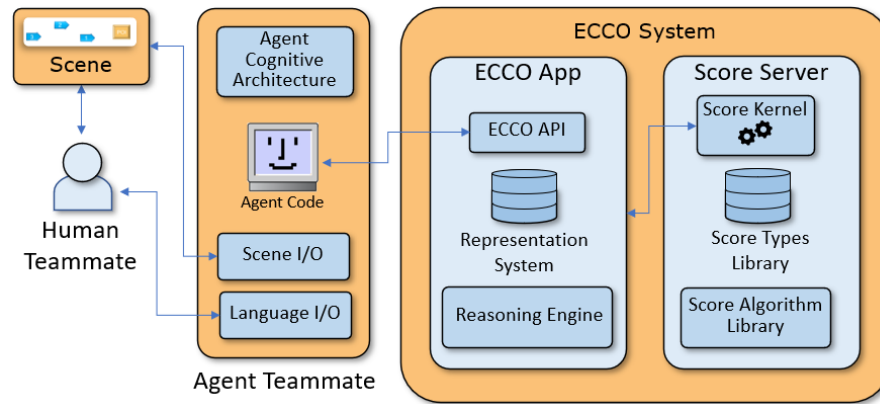 Scene
Human
Teammate
Agent
Cognitive
Architecture
Agent Code
Scene I/O
Language I/O
Agent Teammate
ECCO System
ECCO App
ECCO API
Representation
System
Reasoning Engine
Score Server
Score Kernel
Score Types
Library
Score Algorithm
Library